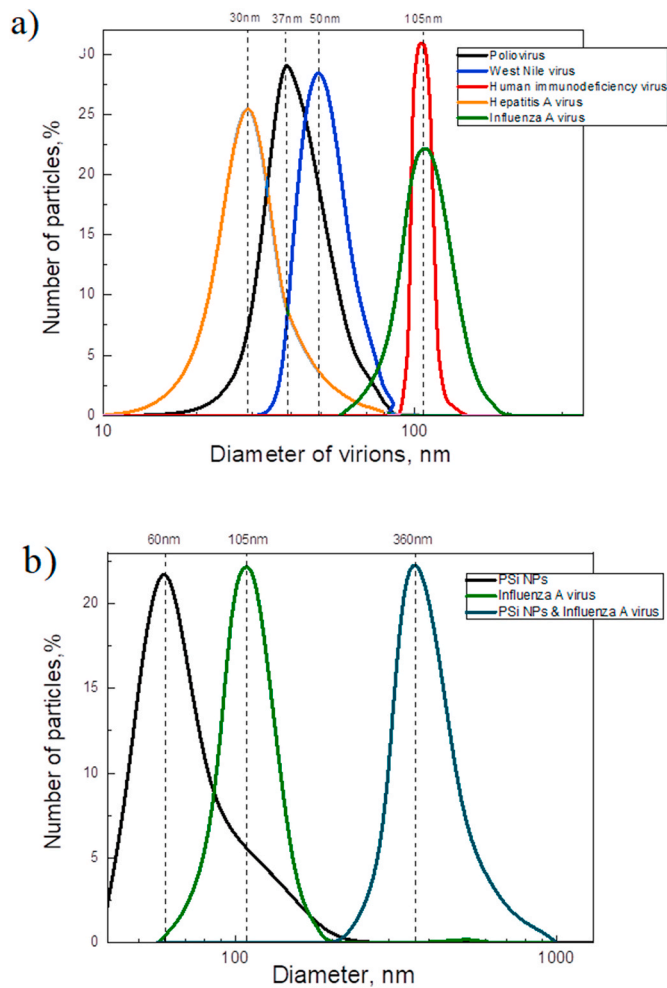 a)
30nm 37nm 50nm 105nm
30
25
20
15
10
5
0
Number of particles,%
Poliovirus
West Nile virus
Human immunodeficiency virus
Hepatitis A virus
Influenza A virus
10 100
Diameter of virions, nm
b)
60nm 105nm 360nm
20
15
10
5
0
Number of particles,%
PSi NPs
Influenza A virus
PSi NPs & Influenza A virus
100 1000
Diameter, nm